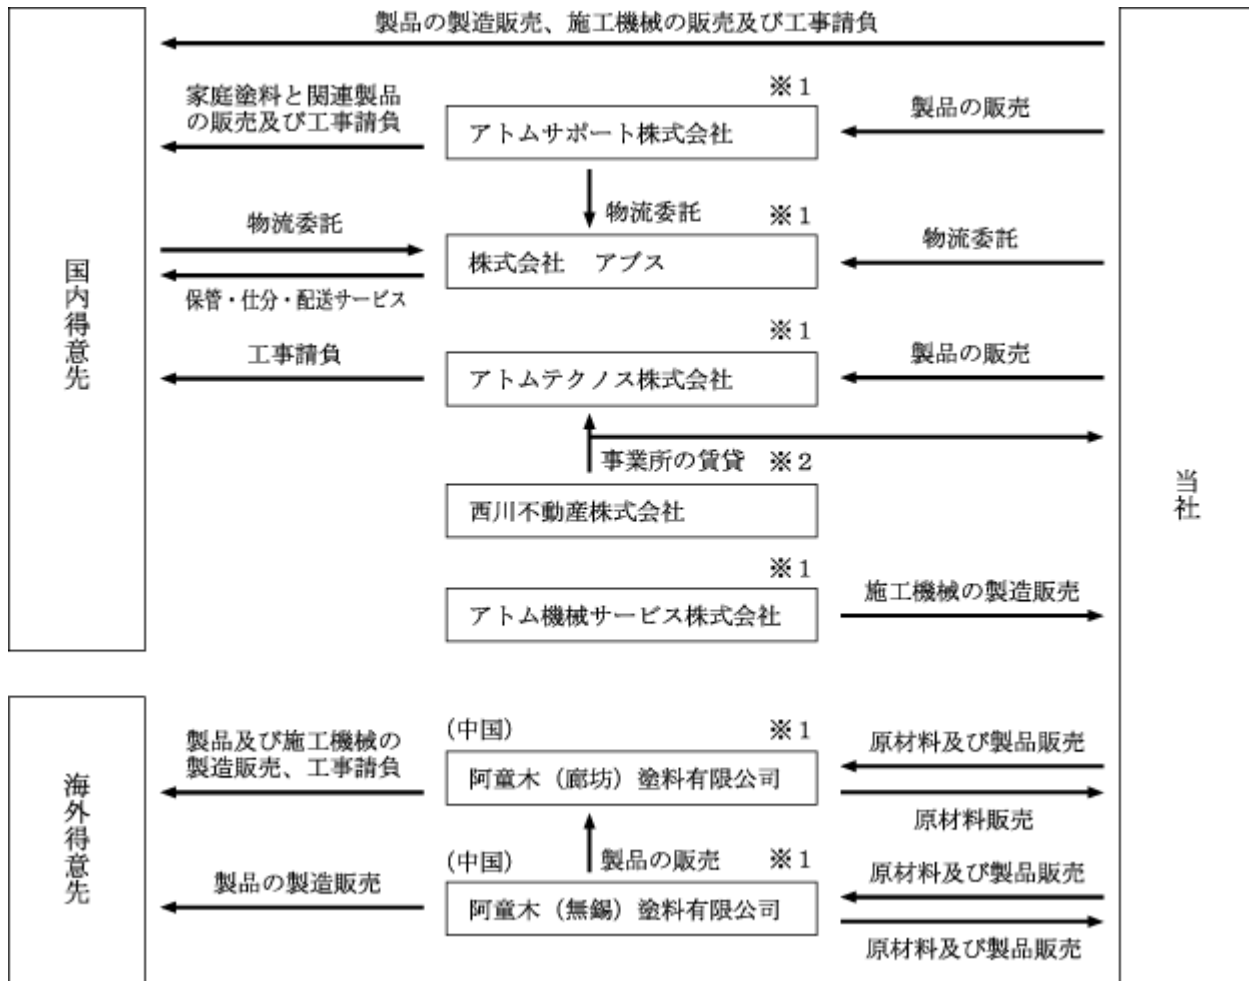 製品の製造販売、施工機械の販売及び工事請負
※1
家庭塗料と関連製品
の販売及び工事請負
アトムサポート株式会社
製品の販売
物流委託
※1
物流委託
株式会社　アプス
物流委託
保管・仕分・配送サービス
※1
工事請負
アトムテクノス株式会社
製品の販売
事業所の賃貸　※2
西川不動産株式会社
※1
アトム機械サービス株式会社
施工機械の製造販売
国内得意先
当社
(中国)
※1
製品及び施工機械の
製造販売、工事請負
阿童木（廊坊）塗料有限公司
原材料及び製品販売
原材料販売
製品の販売
(中国)
※1
製品の製造販売
阿童木（無錫）塗料有限公司
原材料及び製品販売
原材料及び製品販売
海外得意先